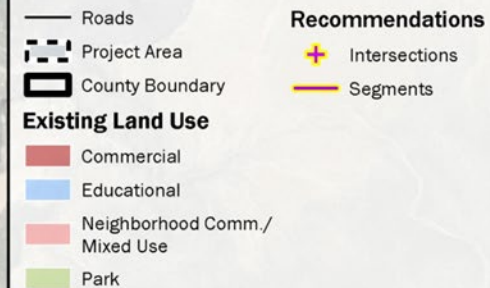 Roads
Project Area
County Boundary
Existing Land Use
Commercial
Educational
Neighborhood Comm./
Mixed Use
Park
Recommendations
Intersections
Segments